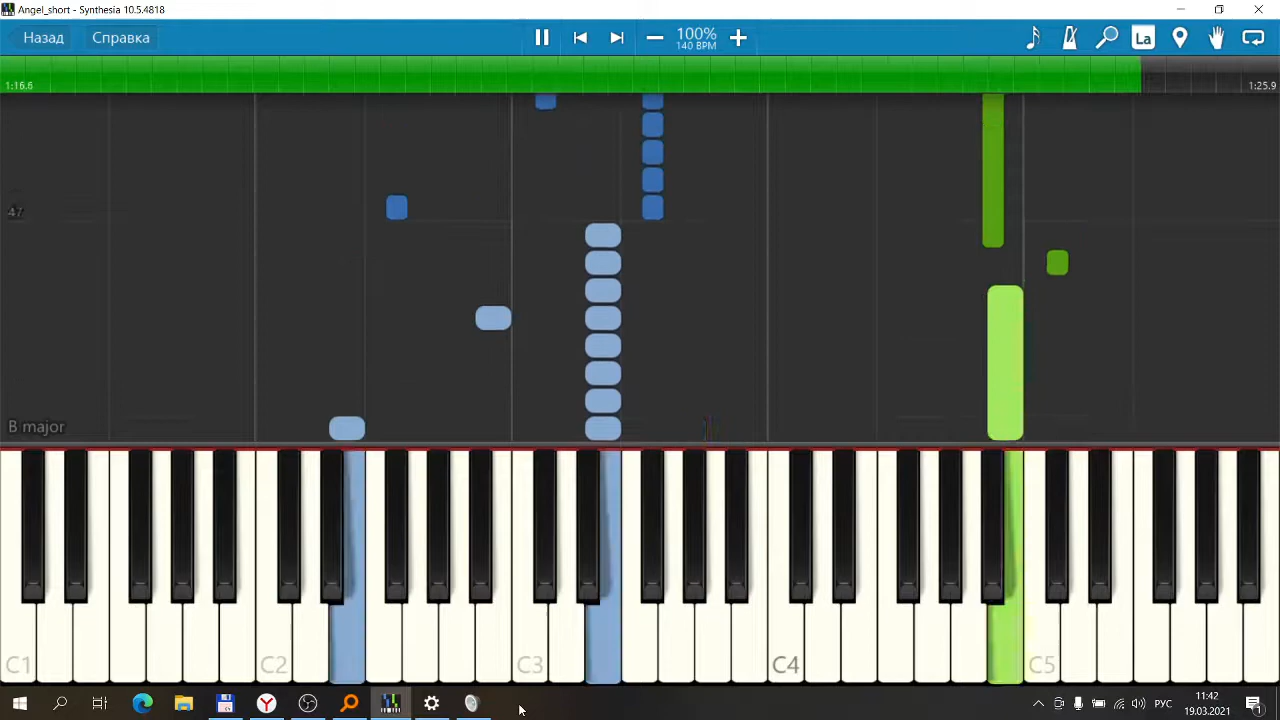 Angel_short - Synthesia 10.5.4818
Назад
Справка
100%
140 BPM
La
1:16.6
1:25.9
47
B major
C1
C2
C3
C4
C5
РУС
11:42
19.03.2021
1